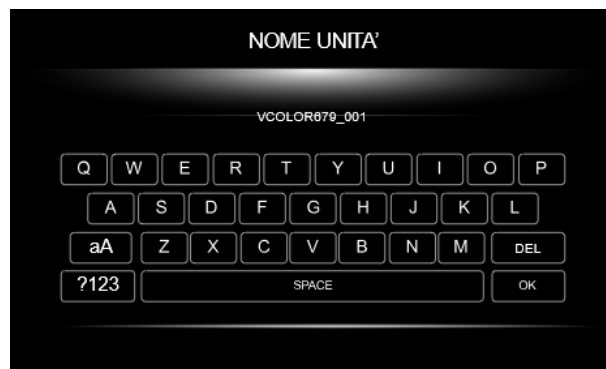 NOME UNITA'
VCOLOR679_001
Q W E R T Y U I O P
A S D F G H J K L
aA Z X C V B N M DEL
?123 SPACE OK